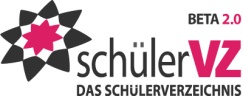 BETA 2.0
schülerVZ
DAS SCHÜLERVERZEICHNIS